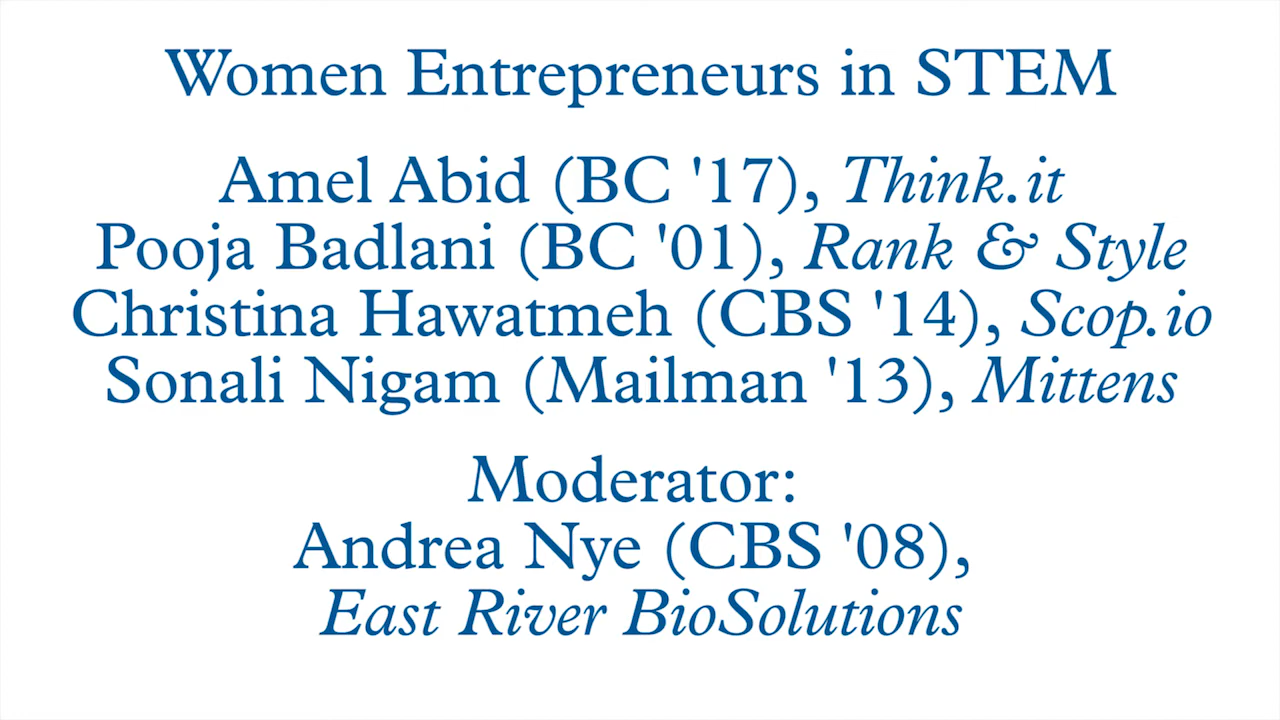 Women Entrepreneurs in STEM
Amel Abid (BC '17), Think.it
Pooja Badlani (BC '01), Rank & Style
Christina Hawatmeh (CBS '14), Scop.io
Sonali Nigam (Mailman '13), Mittens
Moderator:
Andrea Nye (CBS '08),
East River BioSolutions